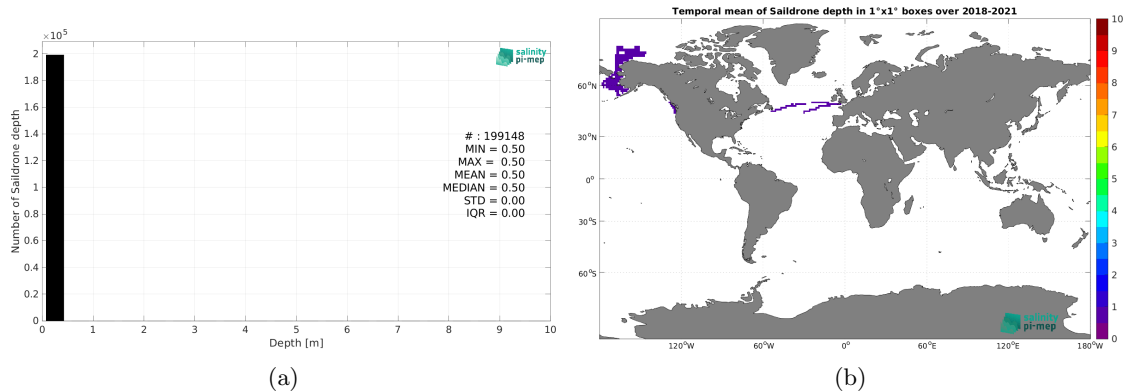 ×10⁵
2
1.8
1.6
1.4
1.2
1
0.8
0.6
0.4
0.2
0
Number of Saildrone depth
salinity
pi-mep
# : 199148
MIN = 0.50
MAX = 0.50
MEAN = 0.50
MEDIAN = 0.50
STD = 0.00
IQR = 0.00
0 1 2 3 4 5 6 7 8 9 10
Depth [m]
(a)
Temporal mean of Saildrone depth in 1°x1° boxes over 2018-2021
60°N
30°N
0°
30°S
60°S
120°W 60°W 0° 60°E 120°E 180°W
salinity
pi-mep
10
9
8
7
6
5
4
3
2
1
0
(b)